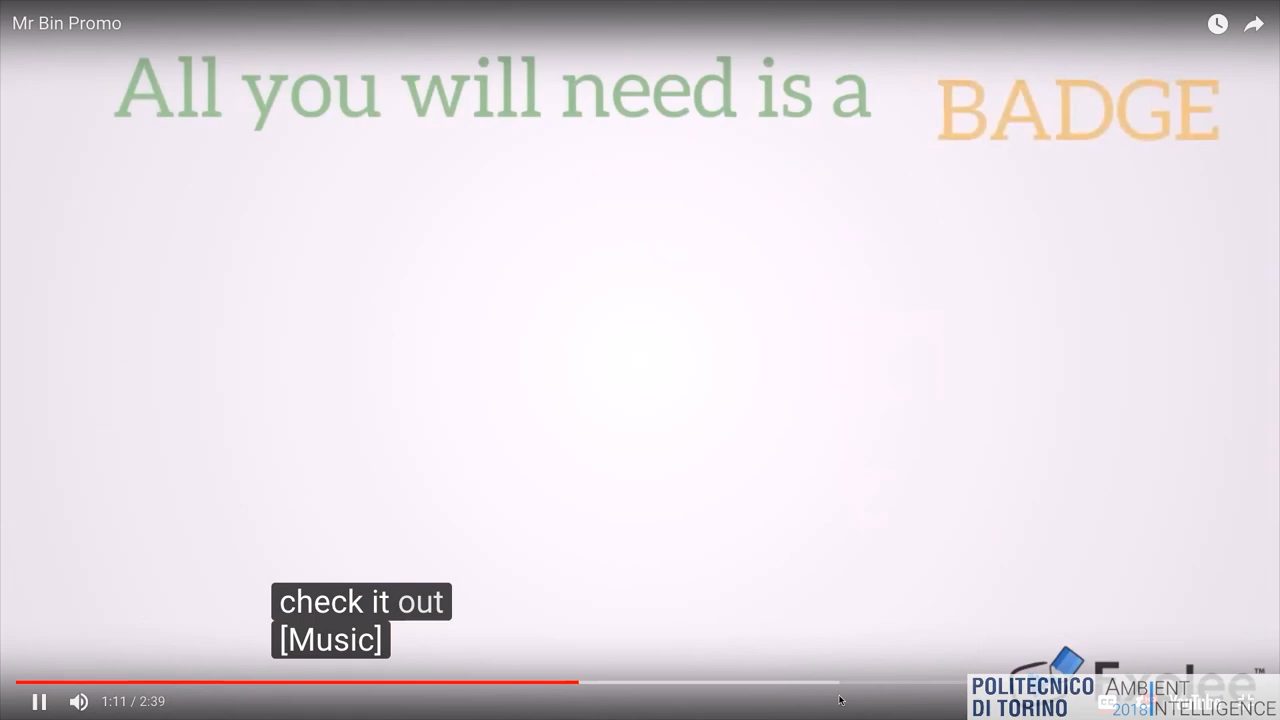 Mr Bin Promo
All you will need is a BADGE
check it out
[Music]
1:11 / 2:39
POLITECNICO
DI TORINO
AMBIENT
2018 INTELLIGENCE